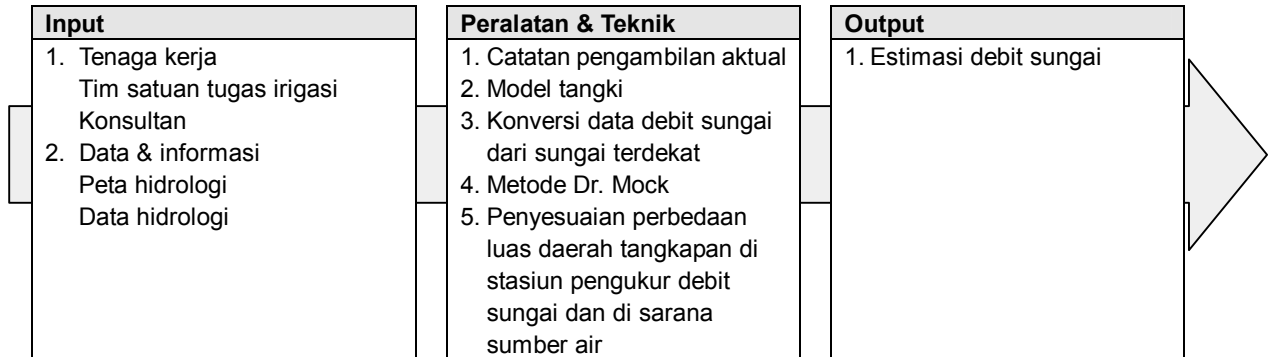 Input
1. Tenaga kerja
Tim satuan tugas irigasi
Konsultan
2. Data & informasi
Peta hidrologi
Data hidrologi
Peralatan & Teknik
1. Catatan pengambilan aktual
2. Model tangki
3. Konversi data debit sungai
dari sungai terdekat
4. Metode Dr. Mock
5. Penyesuaian perbedaan
luas daerah tangkapan di
stasiun pengukur debit
sungai dan di sarana
sumber air
Output
1. Estimasi debit sungai